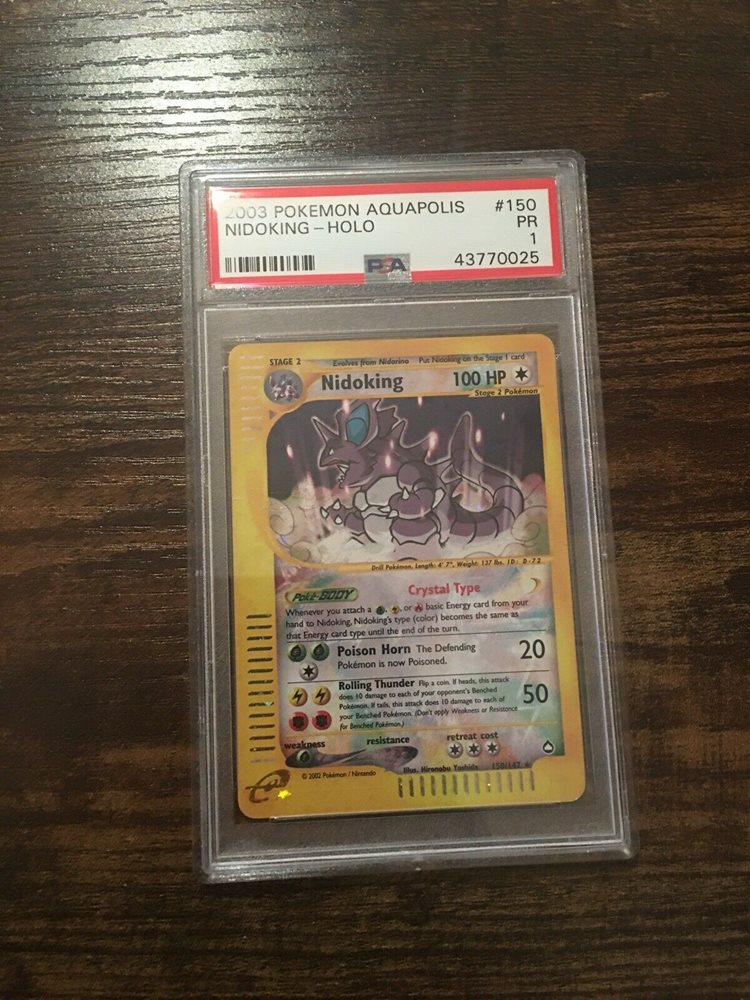 2003 POKEMON AQUAPOLIS #150
NIDOKING – HOLO PR
1
PSA 43770025
STAGE 2 Evolves from Nidorino Put Nidoking on the Stage 1 card
Nidoking 100 HP
Stage 2 Pokémon
Drill Pokémon. Length: 4' 7", Weight: 137 lbs. ID: D-72
Poké-BODY Crystal Type
Whenever you attach a , , or basic Energy card from your
hand to Nidoking, Nidoking's type (color) becomes the same as
that Energy card type until the end of the turn.
Poison Horn The Defending 20
Pokémon is now Poisoned.
Rolling Thunder Flip a coin. If heads, this attack
does 10 damage to each of your opponent's Benched
Pokémon. If tails, this attack does 10 damage to each of 50
your Benched Pokémon. (Don't apply Weakness or Resistance
for Benched Pokémon.)
weakness resistance retreat cost
Illus. Hironobu Yoshida 150/147
© 2002 Pokémon / Nintendo
e